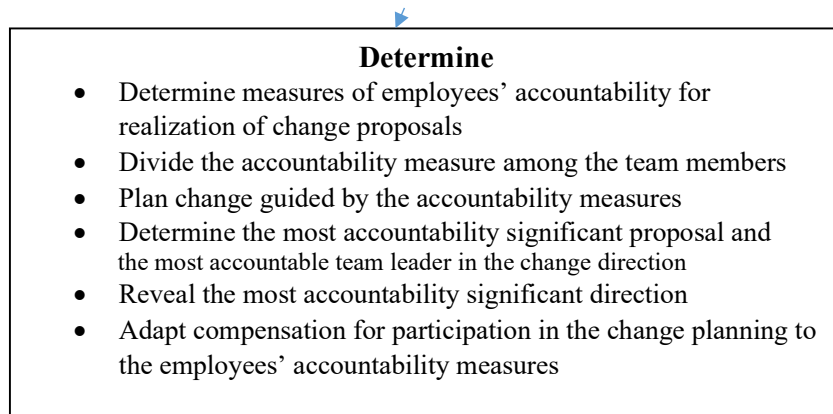 Determine
• Determine measures of employees’ accountability for
realization of change proposals
• Divide the accountability measure among the team members
• Plan change guided by the accountability measures
• Determine the most accountability significant proposal and
the most accountable team leader in the change direction
• Reveal the most accountability significant direction
• Adapt compensation for participation in the change planning to
the employees’ accountability measures